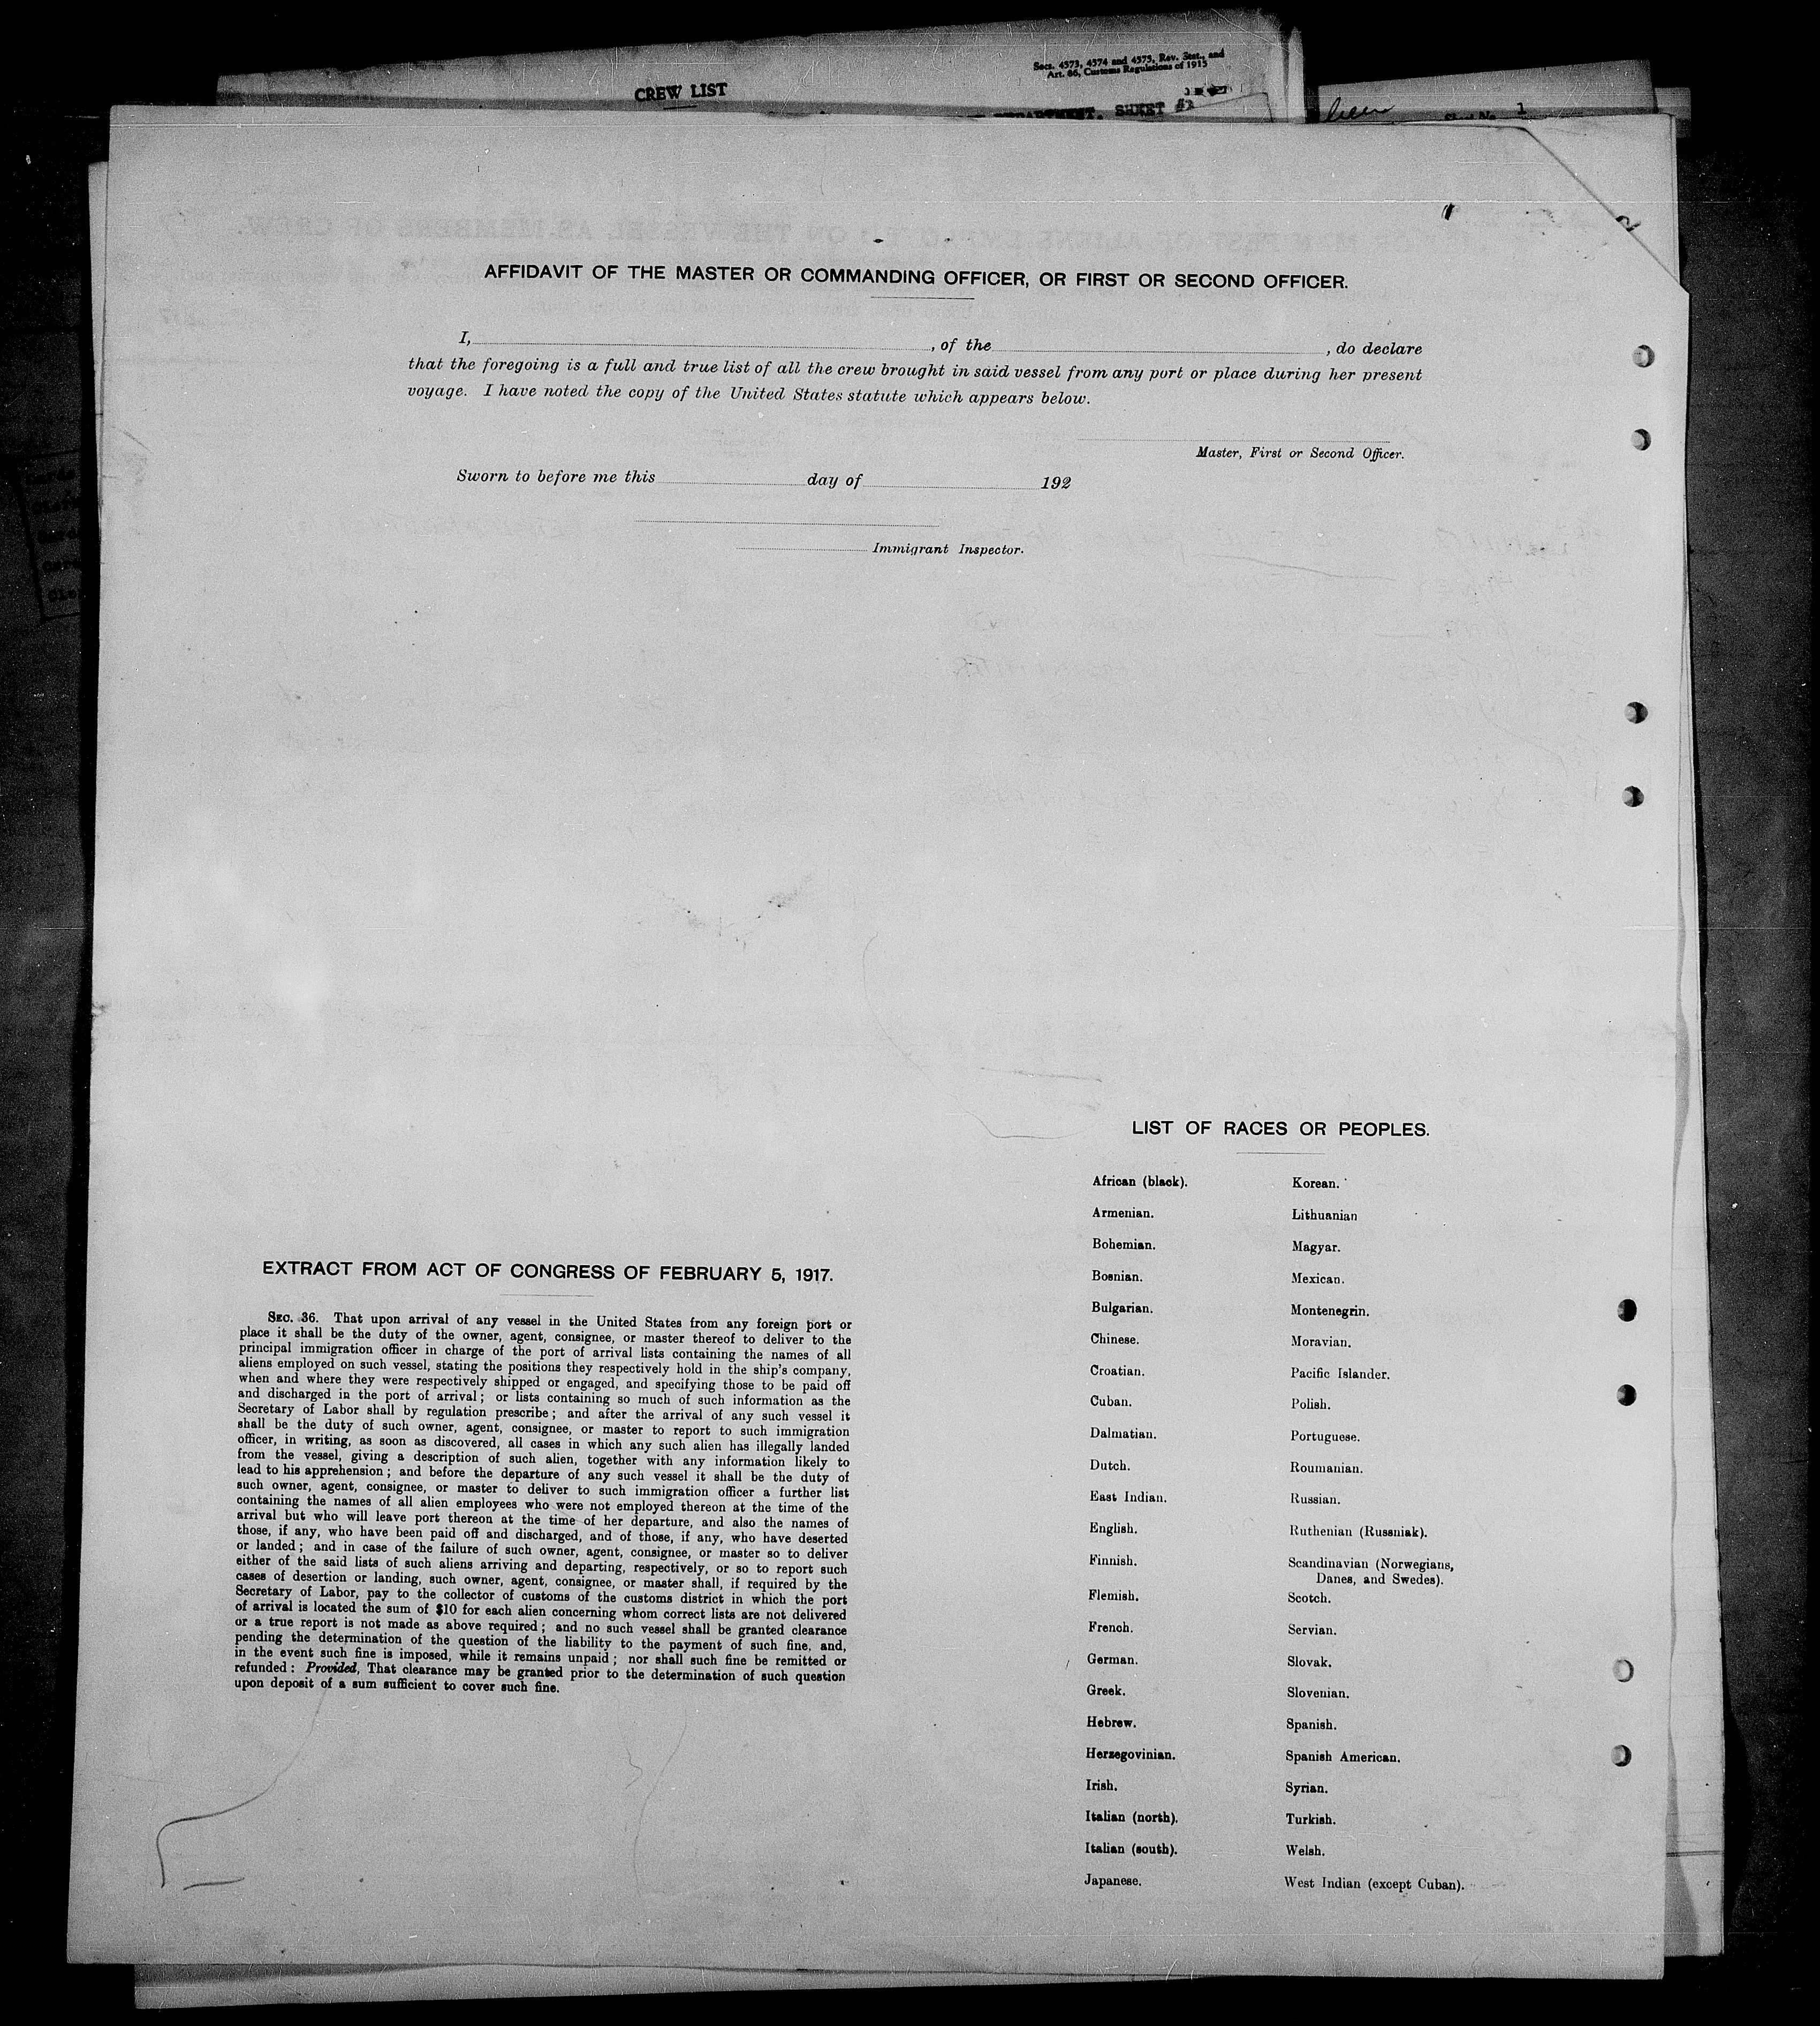 Secs. 4573, 4574 and 4575, Rev. Stat., and
Art. 86, Customs Regulations of 1915
CREW LIST
DEPARTMENT, SHEET #2
Sheet No. 1
AFFIDAVIT OF THE MASTER OR COMMANDING OFFICER, OR FIRST OR SECOND OFFICER.
I, , of the , do declare
that the foregoing is a full and true list of all the crew brought in said vessel from any port or place during her present
voyage. I have noted the copy of the United States statute which appears below.
Master, First or Second Officer.
Sworn to before me this day of 192
Immigrant Inspector.
EXTRACT FROM ACT OF CONGRESS OF FEBRUARY 5, 1917.
SEC. 36. That upon arrival of any vessel in the United States from any foreign port or
place it shall be the duty of the owner, agent, consignee, or master thereof to deliver to the
principal immigration officer in charge of the port of arrival lists containing the names of all
aliens employed on such vessel, stating the positions they respectively hold in the ship's company,
when and where they were respectively shipped or engaged, and specifying those to be paid off
and discharged in the port of arrival; or lists containing so much of such information as the
Secretary of Labor shall by regulation prescribe; and after the arrival of any such vessel it
shall be the duty of such owner, agent, consignee, or master to report to such immigration
officer, in writing, as soon as discovered, all cases in which any such alien has illegally landed
from the vessel, giving a description of such alien, together with any information likely to
lead to his apprehension; and before the departure of any such vessel it shall be the duty of
such owner, agent, consignee, or master to deliver to such immigration officer a further list
containing the names of all alien employees who were not employed thereon at the time of the
arrival but who will leave port thereon at the time of her departure, and also the names of
those, if any, who have been paid off and discharged, and of those, if any, who have deserted
or landed; and in case of the failure of such owner, agent, consignee, or master so to deliver
either of the said lists of such aliens arriving and departing, respectively, or so to report such
cases of desertion or landing, such owner, agent, consignee, or master shall, if required by the
Secretary of Labor, pay to the collector of customs of the customs district in which the port
of arrival is located the sum of $10 for each alien concerning whom correct lists are not delivered
or a true report is not made as above required; and no such vessel shall be granted clearance
pending the determination of the question of the liability to the payment of such fine, and,
in the event such fine is imposed, while it remains unpaid; nor shall such fine be remitted or
refunded: Provided, That clearance may be granted prior to the determination of such question
upon deposit of a sum sufficient to cover such fine.
LIST OF RACES OR PEOPLES.
African (black).
Armenian.
Bohemian.
Bosnian.
Bulgarian.
Chinese.
Croatian.
Cuban.
Dalmatian.
Dutch.
East Indian.
English.
Finnish.
Flemish.
French.
German.
Greek.
Hebrew.
Herzegovinian.
Irish.
Italian (north).
Italian (south).
Japanese.
Korean.
Lithuanian
Magyar.
Mexican.
Montenegrin.
Moravian.
Pacific Islander.
Polish.
Portuguese.
Roumanian.
Russian.
Ruthenian (Russniak).
Scandinavian (Norwegians,
Danes, and Swedes).
Scotch.
Servian.
Slovak.
Slovenian.
Spanish.
Spanish American.
Syrian.
Turkish.
Welsh.
West Indian (except Cuban).